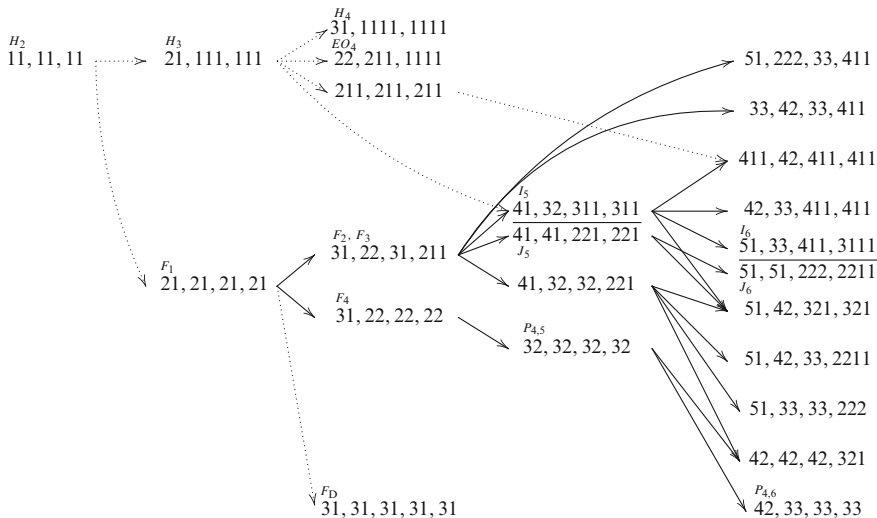 H₂
11, 11, 11
H₃
21, 111, 111
H₄
31, 1111, 1111
EO₄
22, 211, 1111
211, 211, 211
F₁
21, 21, 21, 21
F₂, F₃
31, 22, 31, 211
F₄
31, 22, 22, 22
F_D
31, 31, 31, 31, 31
I₅
41, 32, 311, 311
41, 41, 221, 221
J₅
41, 32, 32, 221
P₄,₅
32, 32, 32, 32
51, 222, 33, 411
33, 42, 33, 411
411, 42, 411, 411
42, 33, 411, 411
I₆
51, 33, 411, 3111
51, 51, 222, 2211
J₆
51, 42, 321, 321
51, 42, 33, 2211
51, 33, 33, 222
42, 42, 42, 321
P₄,₆
42, 33, 33, 33